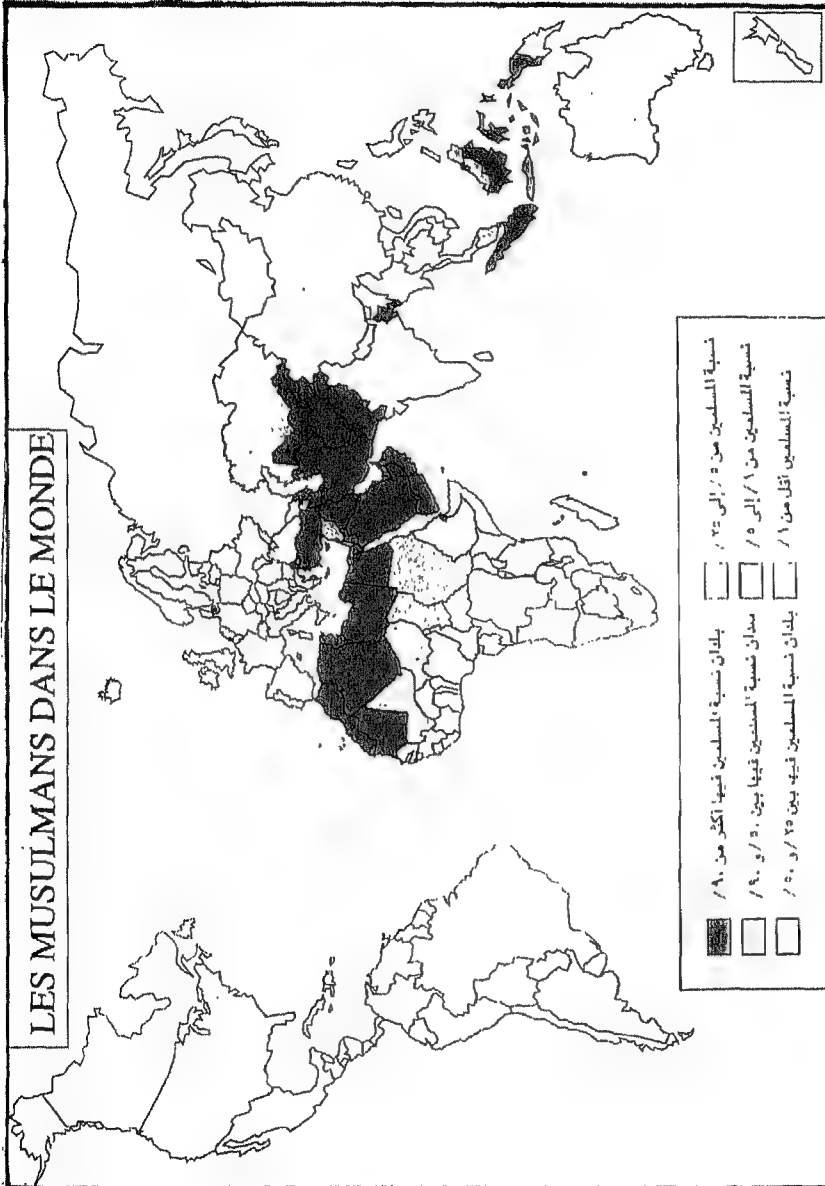 LES MUSULMANS DANS LE MONDE
بلدان نسبة المسلمين فيها أكثر من ٩٠٪
بلدان نسبة المسلمين فيها بين ٥٠٪ و ٩٠٪
بلدان نسبة المسلمين فيها بين ٢٥٪ و ٥٠٪
نسبة المسلمين من ٥٪ إلى ٢٥٪
نسبة المسلمين من ١٪ إلى ٥٪
نسبة المسلمين أقل من ١٪